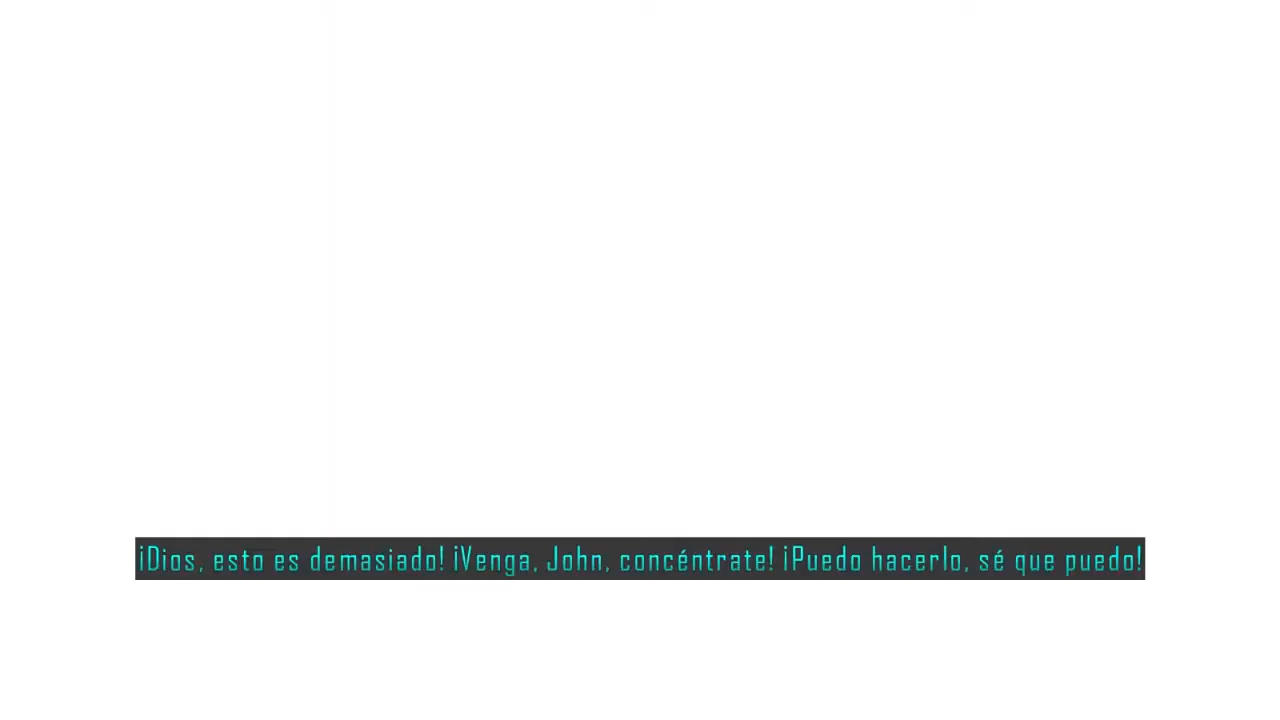 ¡Dios, esto es demasiado! ¡Venga, John, concéntrate! ¡Puedo hacerlo, sé que puedo!